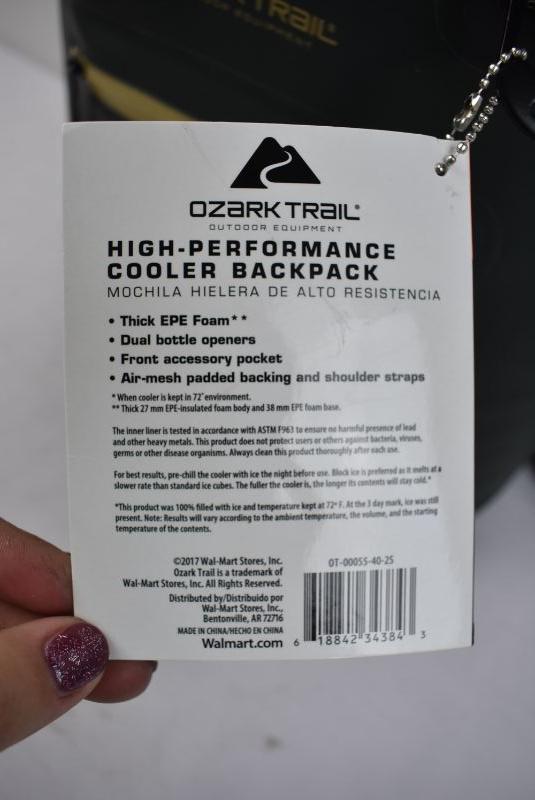 TRAIL
EQUIPMENT
OZARK TRAIL®
OUTDOOR EQUIPMENT
HIGH-PERFORMANCE
COOLER BACKPACK
MOCHILA HIELERA DE ALTO RESISTENCIA
• Thick EPE Foam**
• Dual bottle openers
• Front accessory pocket
• Air-mesh padded backing and shoulder straps
* When cooler is kept in 72° environment.
** Thick 27 mm EPE-insulated foam body and 38 mm EPE foam base.
The inner liner is tested in accordance with ASTM F963 to ensure no harmful presence of lead
and other heavy metals. This product does not protect users or others against bacteria, viruses,
germs or other disease organisms. Always clean this product thoroughly after each use.
For best results, pre-chill the cooler with ice the night before use. Block ice is preferred as it melts at a
slower rate than standard ice cubes. The fuller the cooler is, the longer its contents will stay cold.*
*This product was 100% filled with ice and temperature kept at 72° F. At the 3 day mark, ice was still
present. Note: Results will vary according to the ambient temperature, the volume, and the starting
temperature of the contents.
©2017 Wal-Mart Stores, Inc.
Ozark Trail is a trademark of
Wal-Mart Stores, Inc. All Rights Reserved.
Distributed by/Distribuido por
Wal-Mart Stores, Inc.,
Bentonville, AR 72716
MADE IN CHINA/HECHO EN CHINA
Walmart.com
OT-00055-40-25
6 18842 34384 3